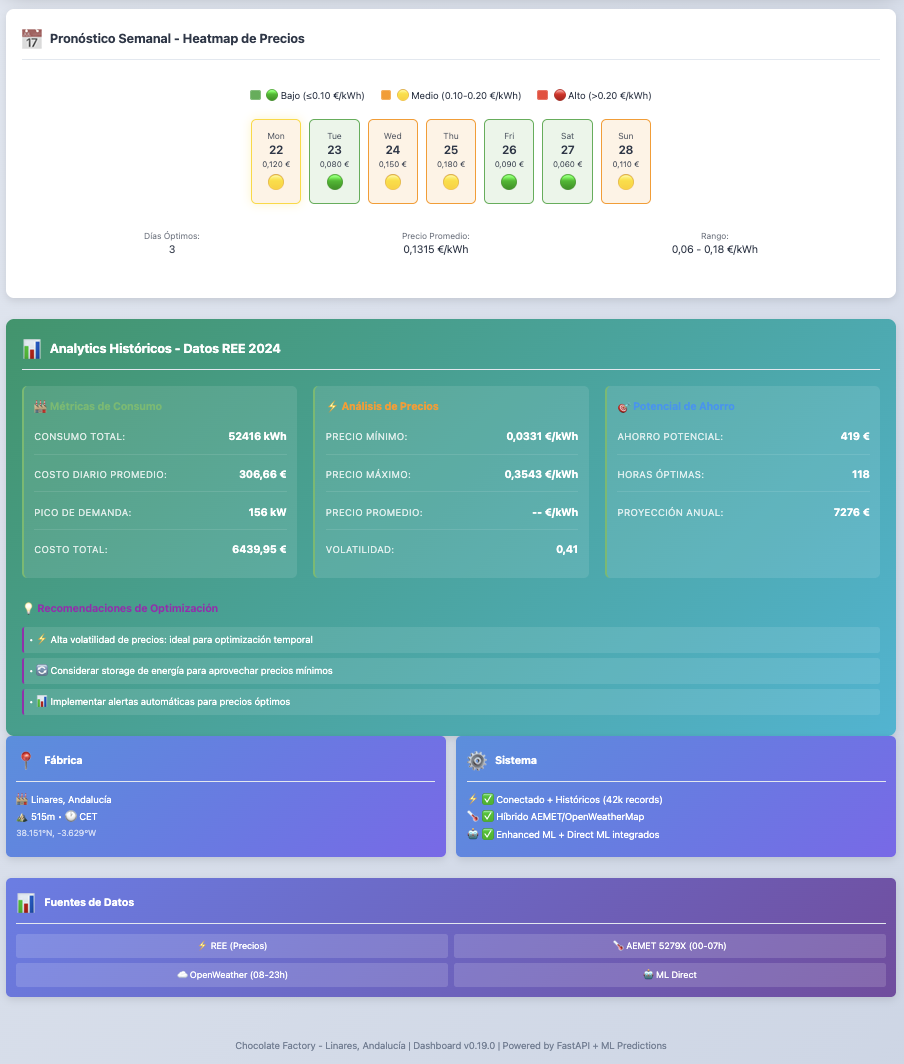 17
Pronóstico Semanal - Heatmap de Precios
Bajo (≤0.10 €/kWh) Medio (0.10-0.20 €/kWh) Alto (>0.20 €/kWh)
Mon Tue Wed Thu Fri Sat Sun
22 23 24 25 26 27 28
0,120 € 0,080 € 0,150 € 0,180 € 0,090 € 0,060 € 0,110 €
Días Óptimos: Precio Promedio: Rango:
3 0,1315 €/kWh 0,06 - 0,18 €/kWh
Analytics Históricos - Datos REE 2024
Métricas de Consumo
CONSUMO TOTAL: 52416 kWh
COSTO DIARIO PROMEDIO: 306,66 €
PICO DE DEMANDA: 156 kW
COSTO TOTAL: 6439,95 €
Análisis de Precios
PRECIO MÍNIMO: 0,0331 €/kWh
PRECIO MÁXIMO: 0,3543 €/kWh
PRECIO PROMEDIO: -- €/kWh
VOLATILIDAD: 0,41
Potencial de Ahorro
AHORRO POTENCIAL: 419 €
HORAS ÓPTIMAS: 118
PROYECCIÓN ANUAL: 7276 €
Recomendaciones de Optimización
• Alta volatilidad de precios: ideal para optimización temporal
• Considerar storage de energía para aprovechar precios mínimos
• Implementar alertas automáticas para precios óptimos
Fábrica
Linares, Andalucía
515m • CET
38.151°N, -3.629°W
Sistema
Conectado + Históricos (42k records)
Híbrido AEMET/OpenWeatherMap
Enhanced ML + Direct ML integrados
Fuentes de Datos
REE (Precios) AEMET 5279X (00-07h)
OpenWeather (08-23h) ML Direct
Chocolate Factory - Linares, Andalucía | Dashboard v0.19.0 | Powered by FastAPI + ML Predictions